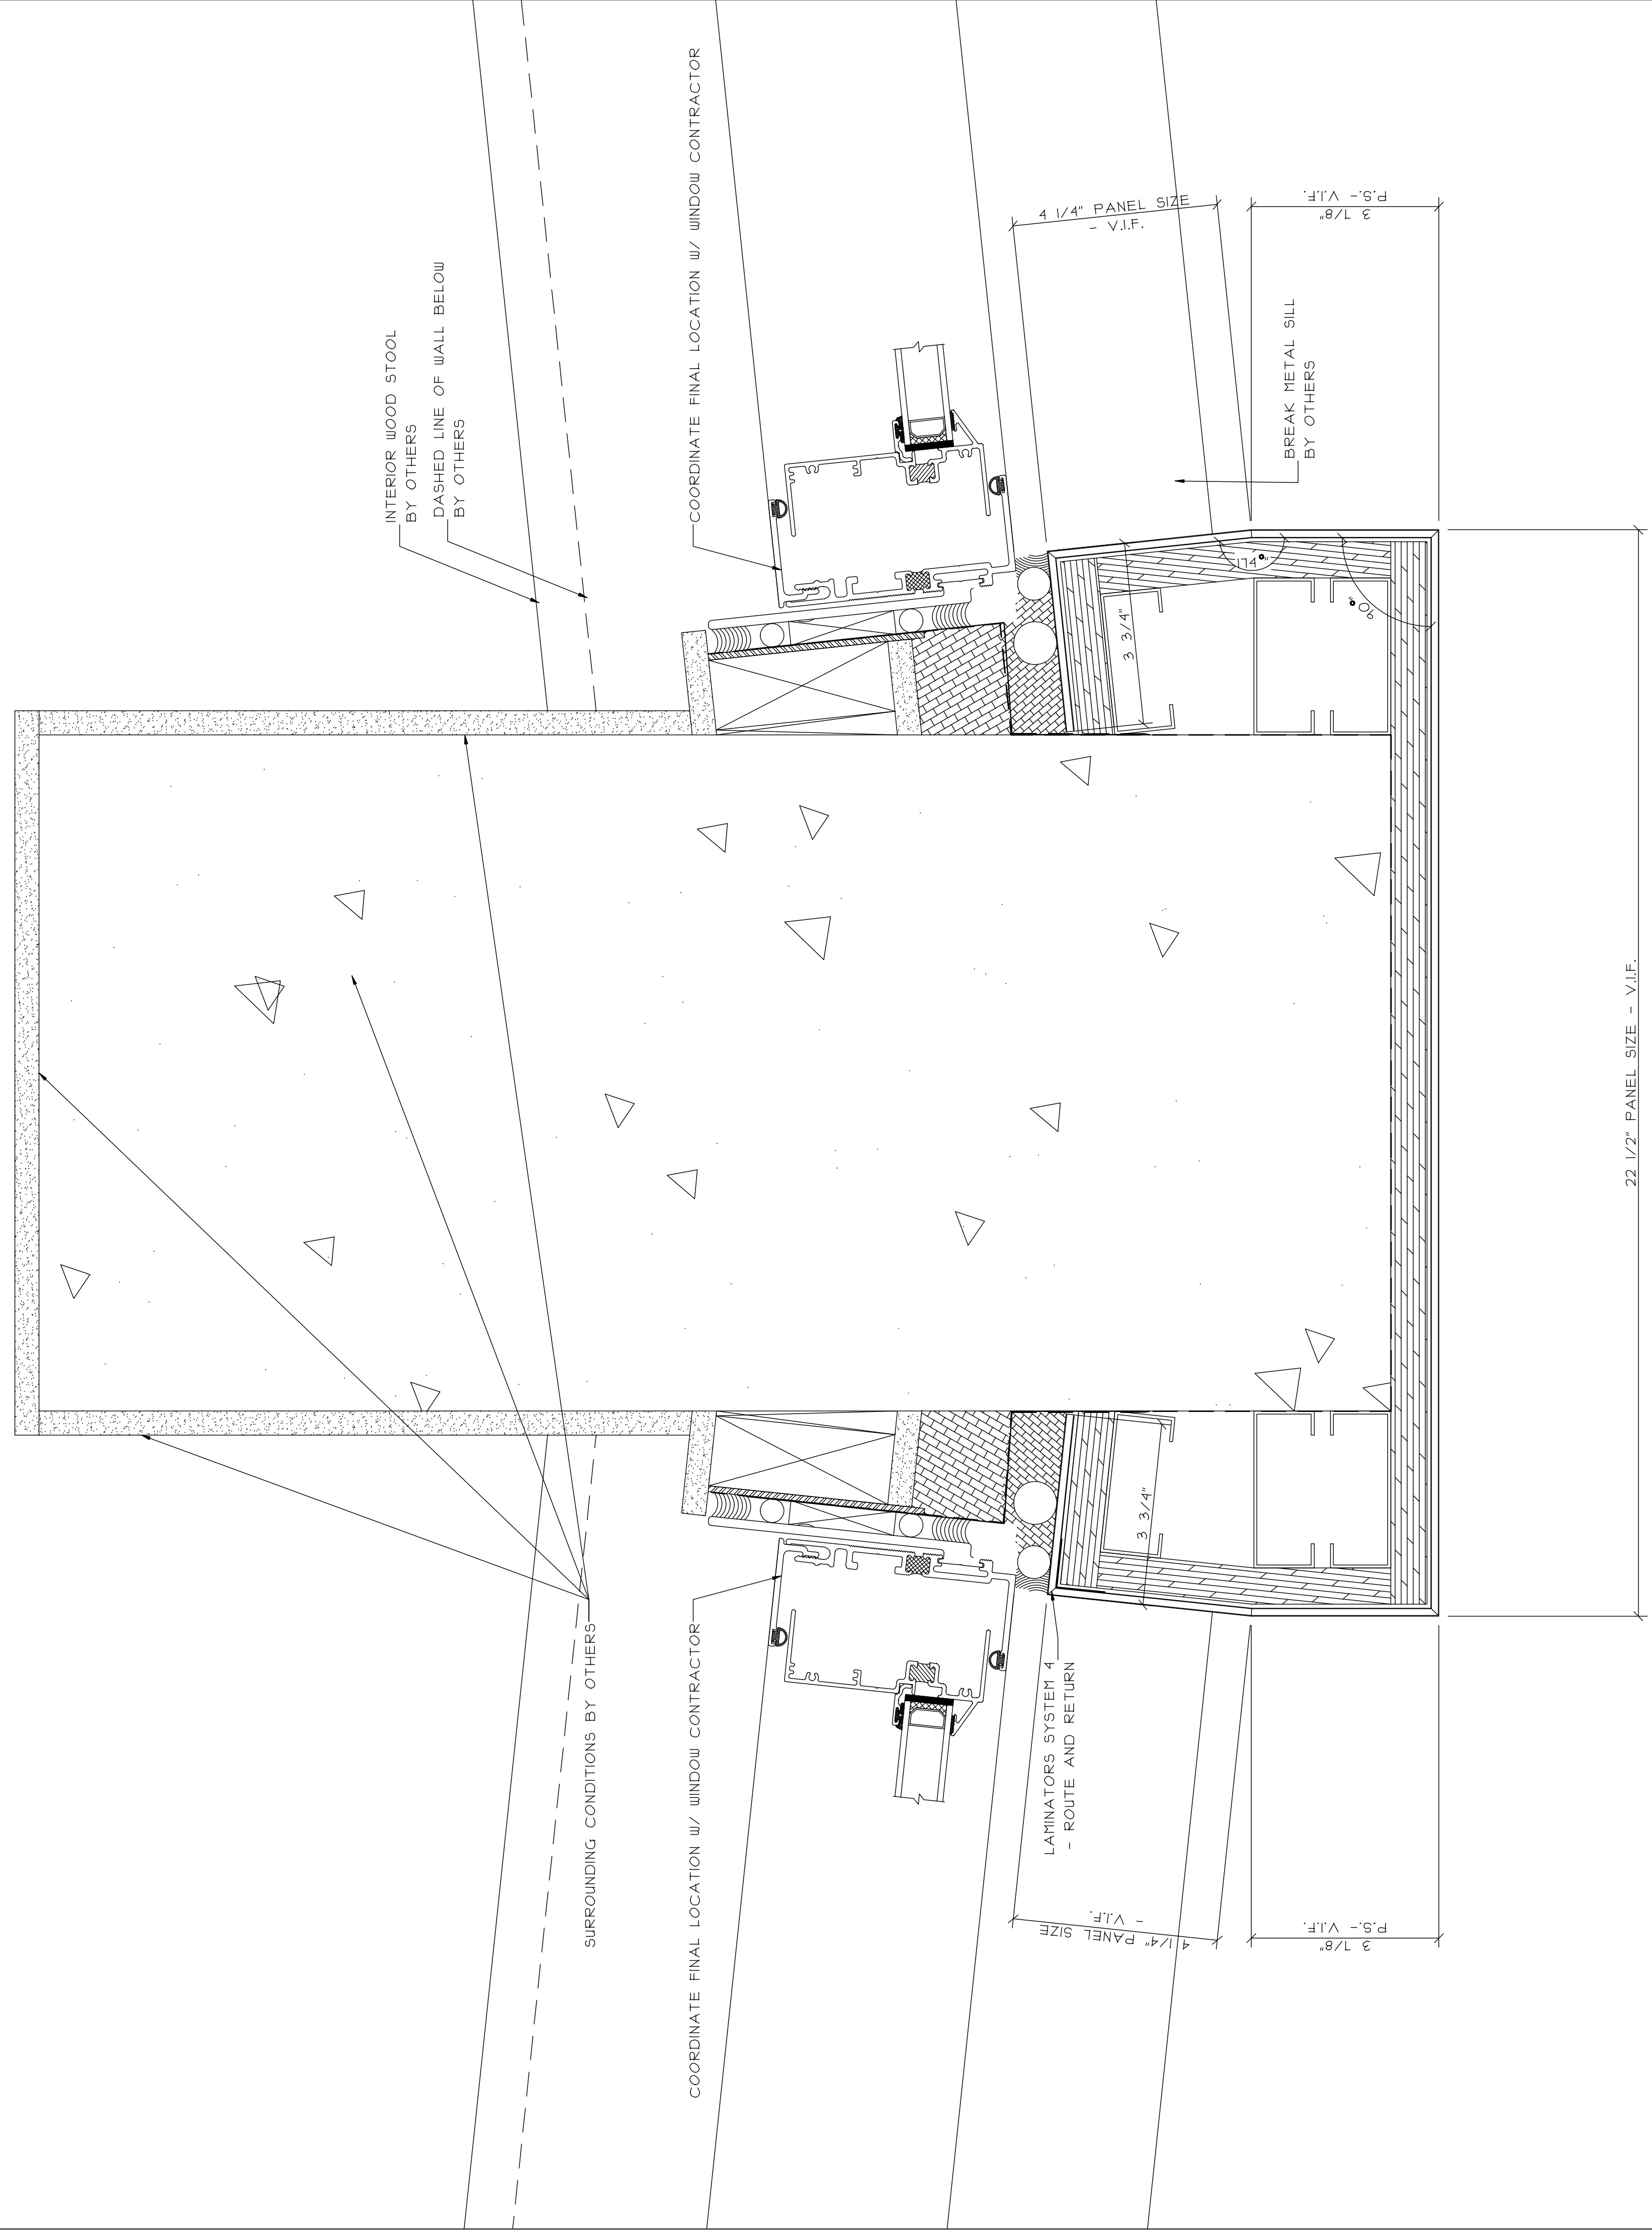 INTERIOR WOOD STOOL
BY OTHERS
DASHED LINE OF WALL BELOW
BY OTHERS
COORDINATE FINAL LOCATION W/ WINDOW CONTRACTOR
4 1/4" PANEL SIZE
- V.I.F.
3 1/8"
P.S.- V.I.F.
BREAK METAL SILL
BY OTHERS
3 3/4"
174°
90°
22 1/2" PANEL SIZE - V.I.F.
SURROUNDING CONDITIONS BY OTHERS
COORDINATE FINAL LOCATION W/ WINDOW CONTRACTOR
3 3/4"
LAMINATORS SYSTEM 4
- ROUTE AND RETURN
4 1/4" PANEL SIZE
- V.I.F.
3 1/8"
P.S.- V.I.F.